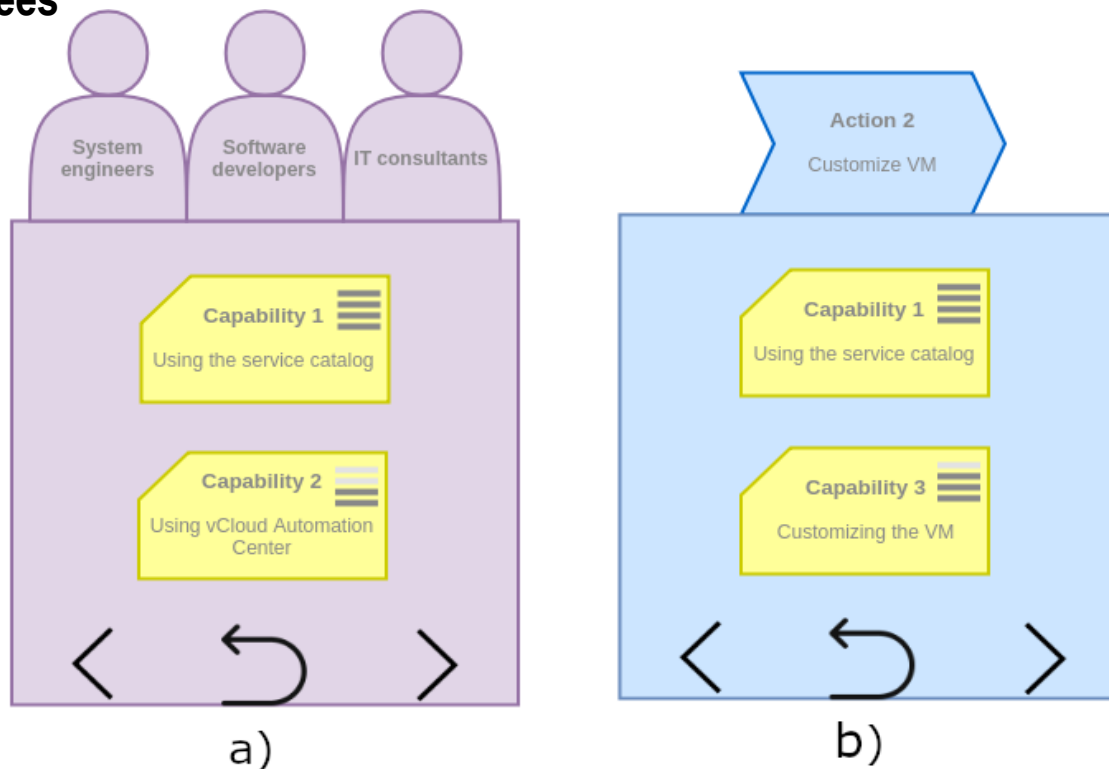 ees
System
engineers
Software
developers
IT consultants
Capability 1
Using the service catalog
Capability 2
Using vCloud Automation
Center
a)
Action 2
Customize VM
Capability 1
Using the service catalog
Capability 3
Customizing the VM
b)